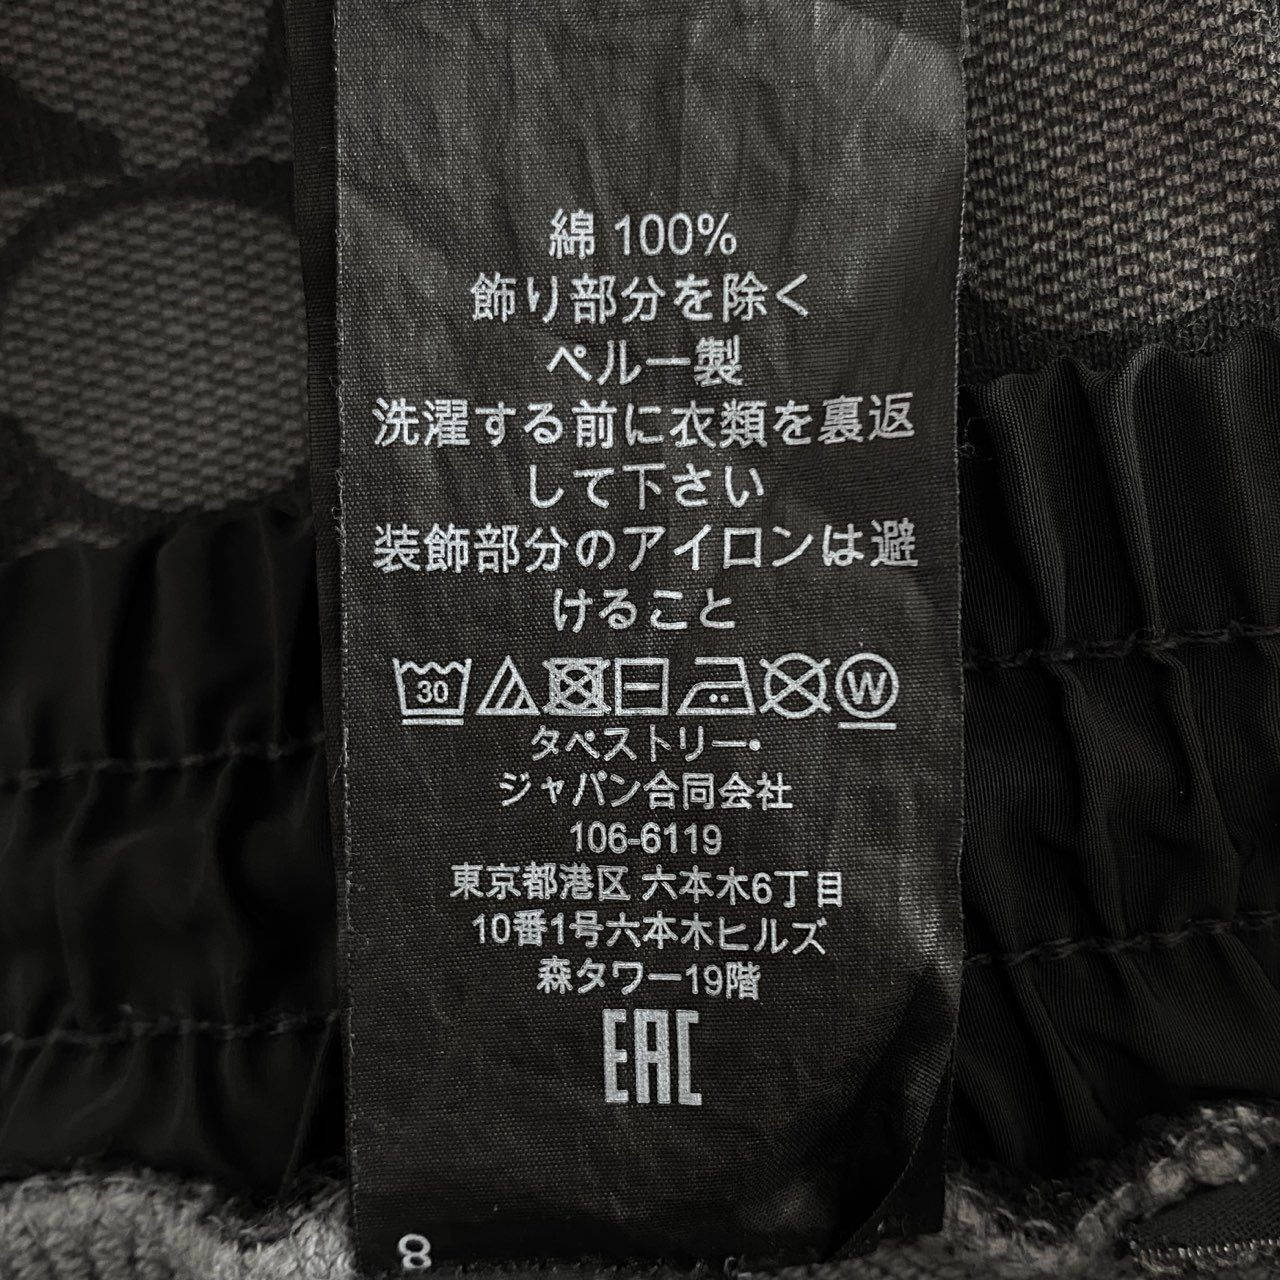 綿 100%
飾り部分を除く
ペルー製
洗濯する前に衣類を裏返
して下さい
装飾部分のアイロンは避
けること
30 W
タペストリー・
ジャパン合同会社
106-6119
東京都港区 六本木6丁目
10番1号六本木ヒルズ
森タワー19階
EAC
8